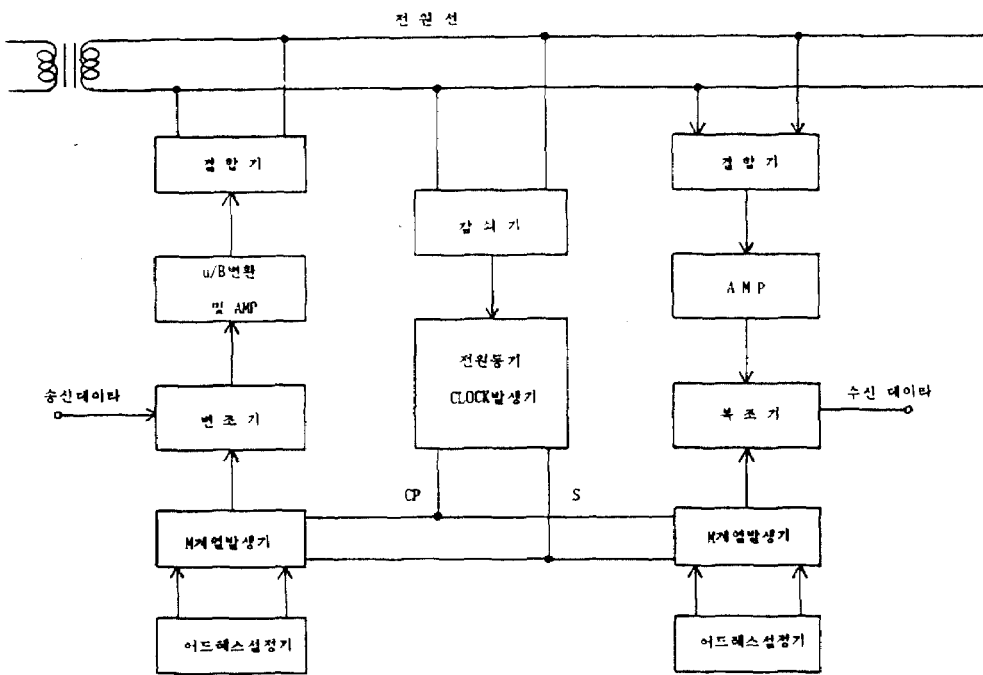 전원선
결합기
결합기
감쇠기
u/B변환
및 AMP
AMP
전원동기
CLOCK발생기
송신데이타
변조기
복조기
수신 데이타
CP
S
M계열발생기
M계열발생기
어드레스설정기
어드레스설정기